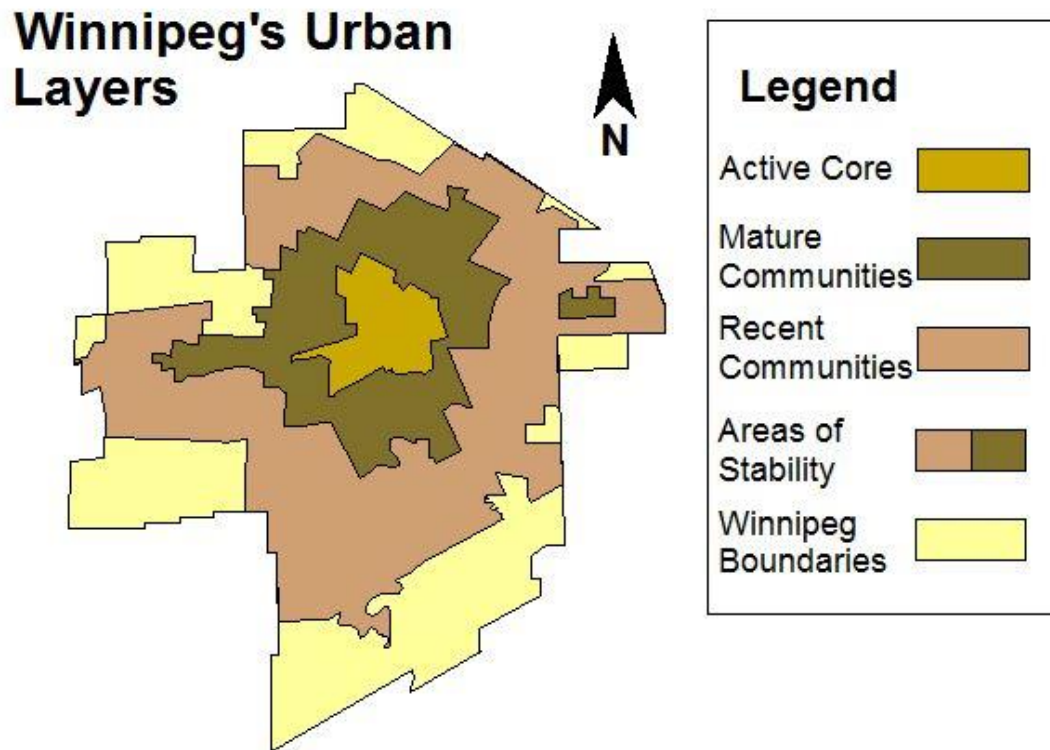 Winnipeg's Urban
Layers
N
Legend
Active Core
Mature
Communities
Recent
Communities
Areas of
Stability
Winnipeg
Boundaries